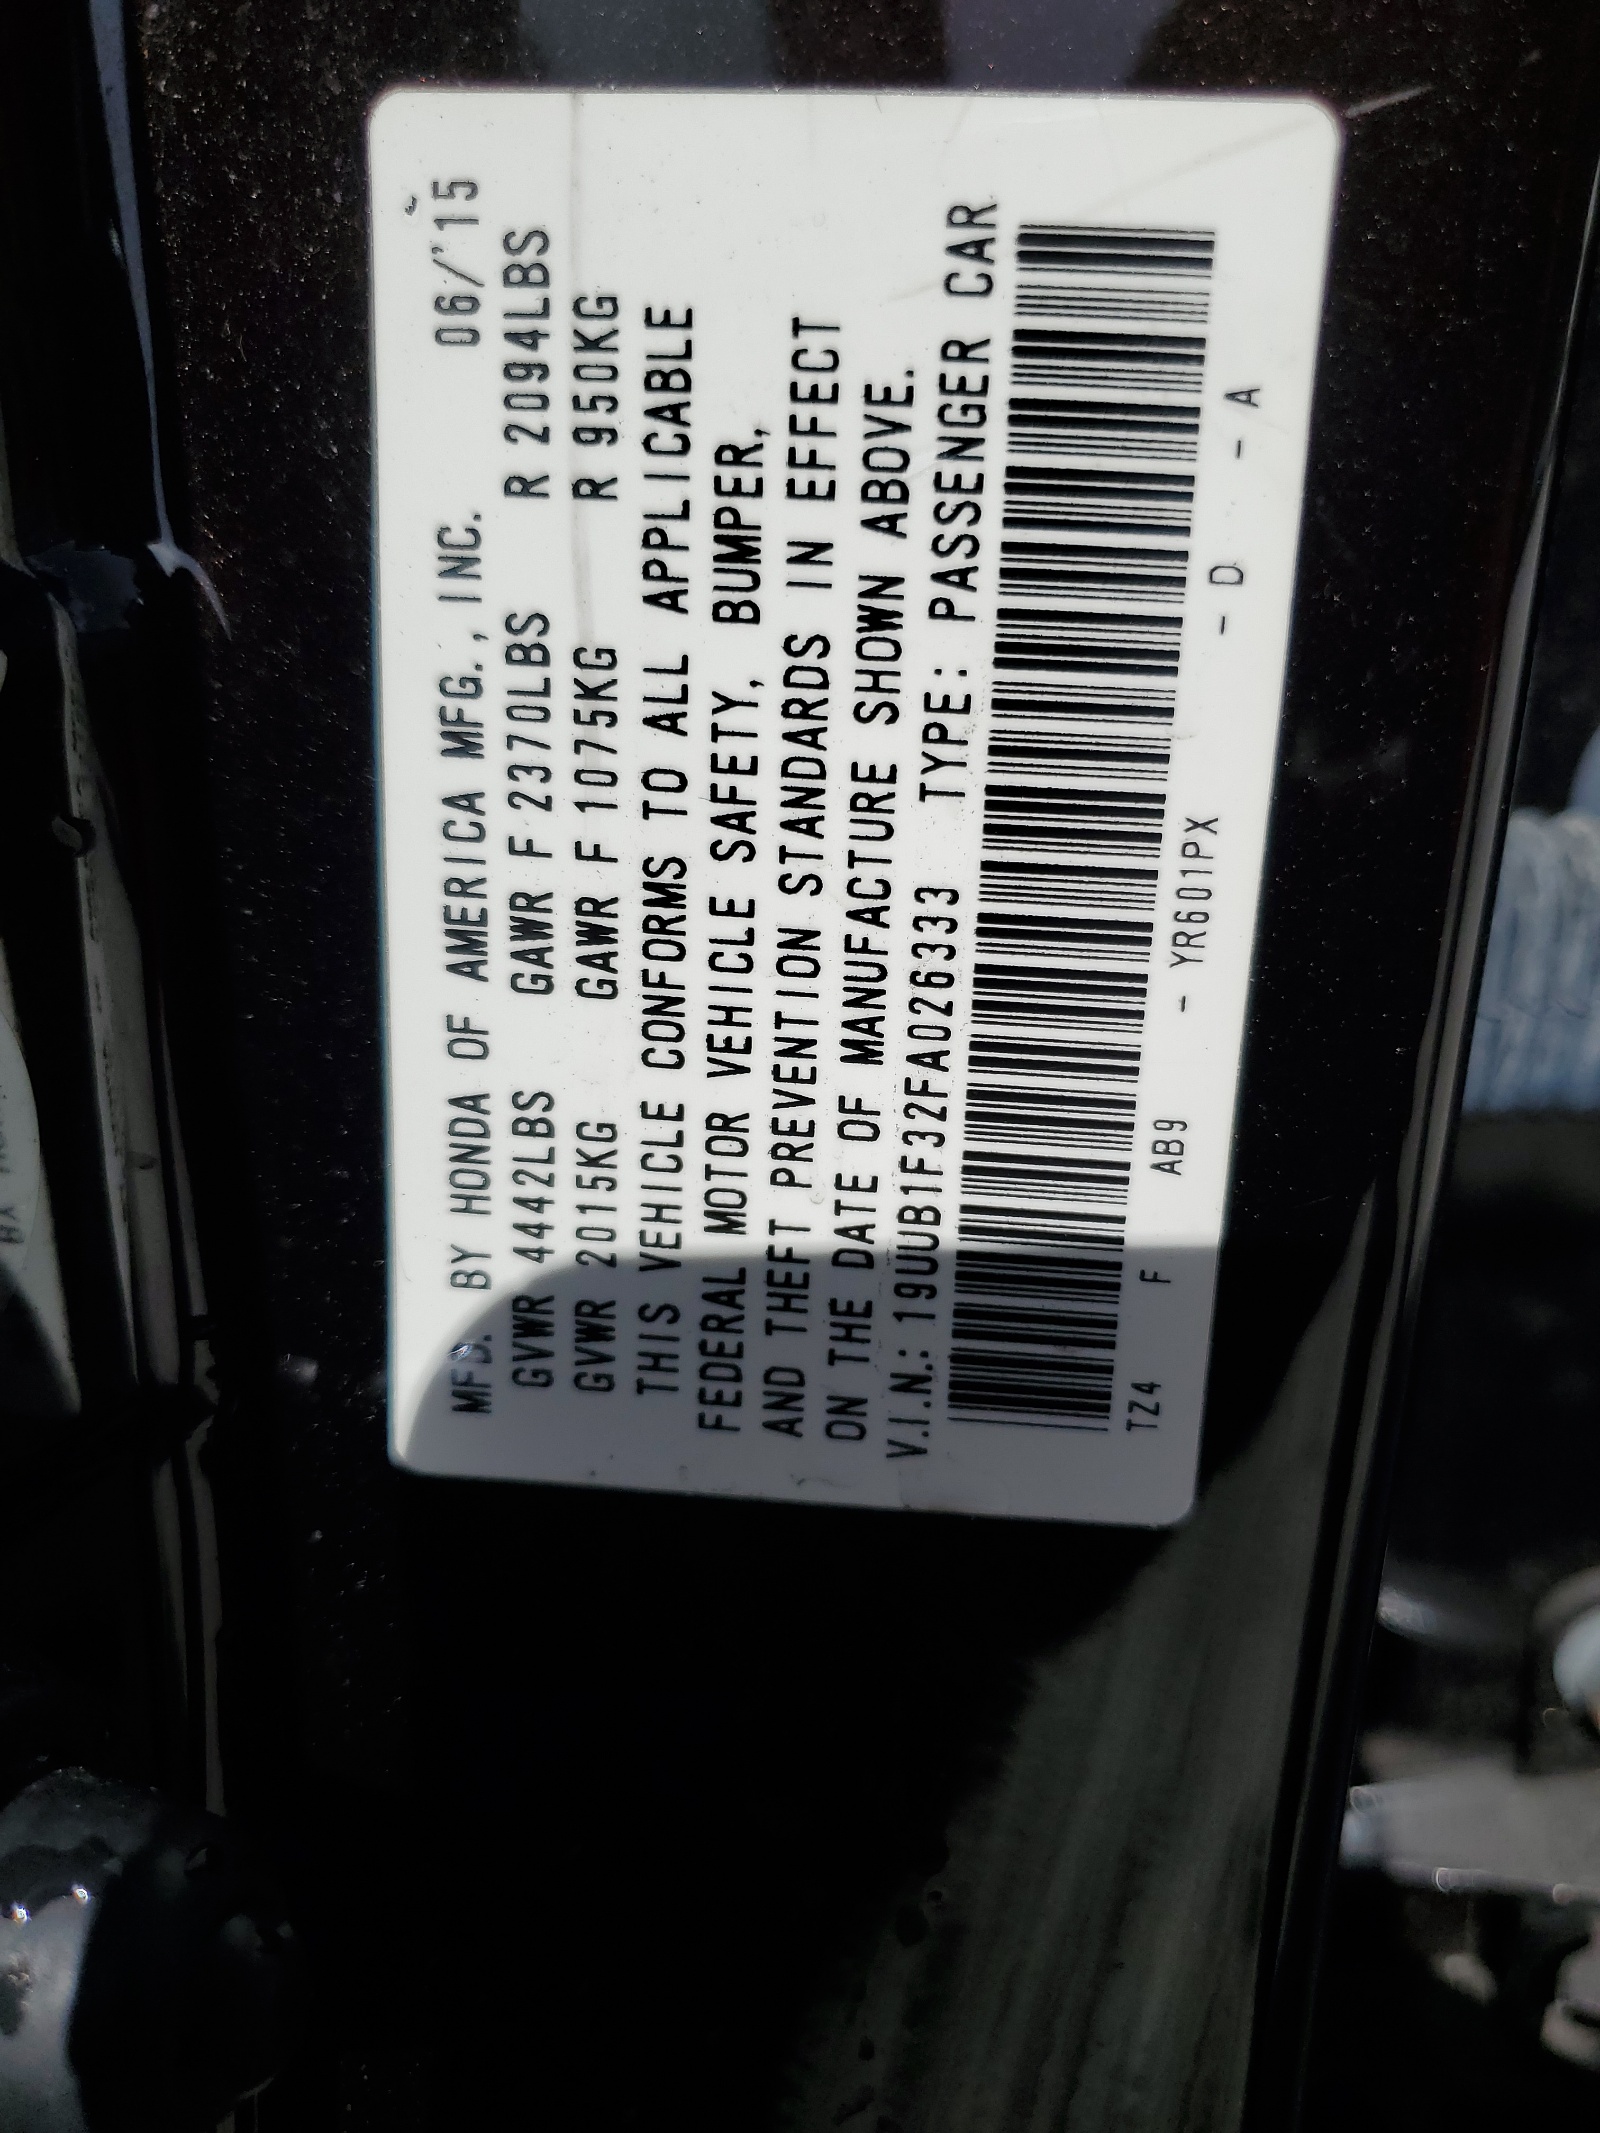 MFD. BY HONDA OF AMERICA MFG., INC. 06/'15
GVWR 4442LBS GAWR F 2370LBS R 2094LBS
GVWR 2015KG GAWR F 1075KG R 950KG
THIS VEHICLE CONFORMS TO ALL APPLICABLE
FEDERAL MOTOR VEHICLE SAFETY, BUMPER,
AND THEFT PREVENTION STANDARDS IN EFFECT
ON THE DATE OF MANUFACTURE SHOWN ABOVE.
V.I.N.: 19UUB1F32FA026333 TYPE: PASSENGER CAR
TZ4 F AB9 - YR601PX - D - A